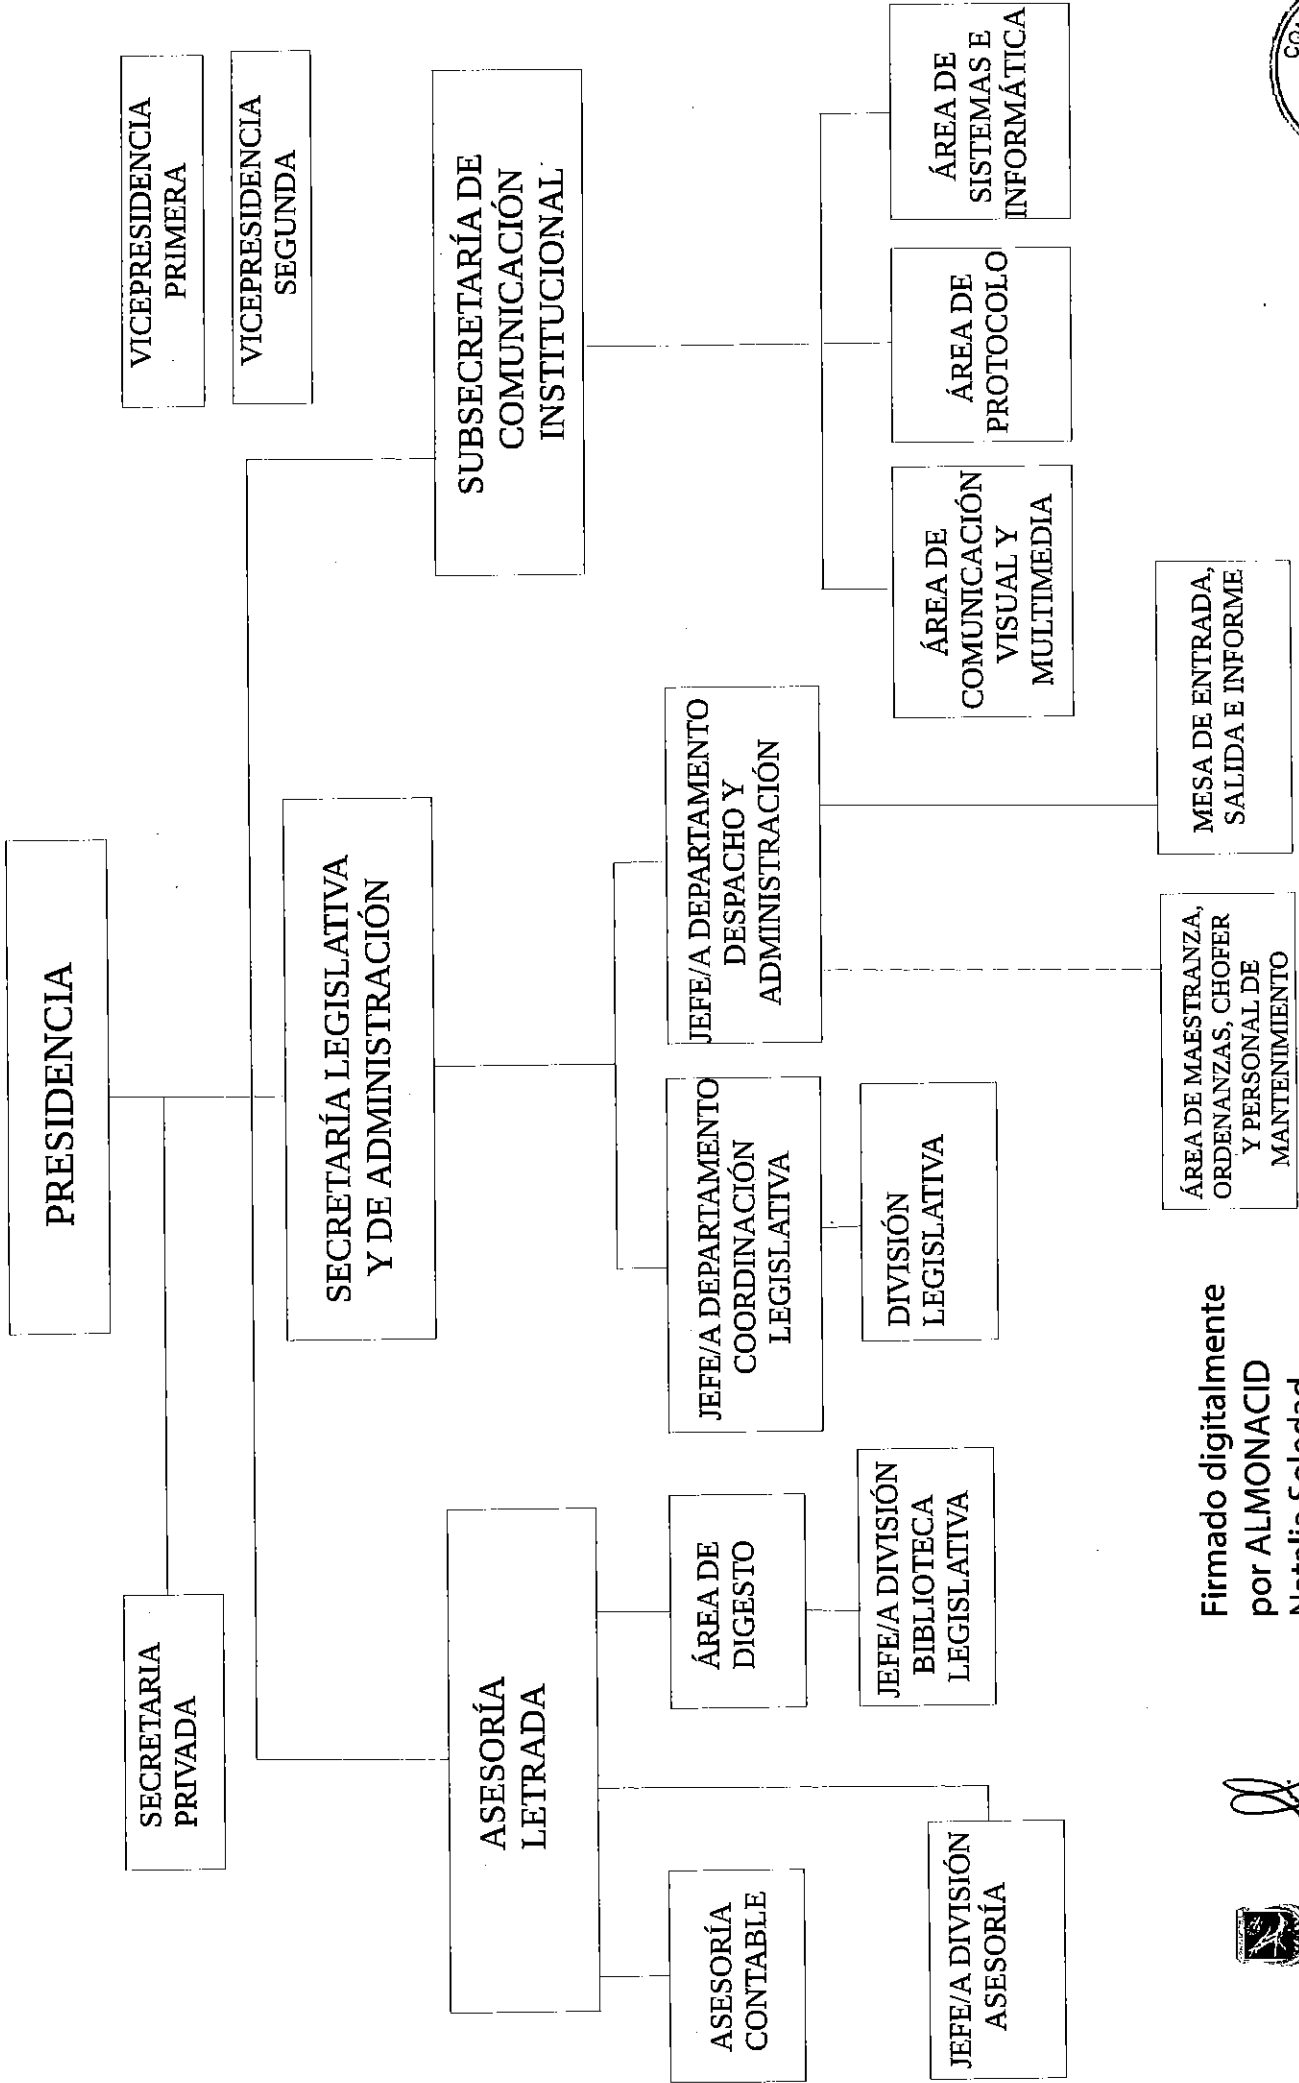 PRESIDENCIA
SECRETARIA
PRIVADA
VICEPRESIDENCIA
PRIMERA
VICEPRESIDENCIA
SEGUNDA
SECRETARÍA LEGISLATIVA
Y DE ADMINISTRACIÓN
ASESORÍA
LETRADA
SUBSECRETARÍA DE
COMUNICACIÓN
INSTITUCIONAL
ASESORÍA
CONTABLE
ÁREA DE
DIGESTO
JEFE/A DEPARTAMENTO
COORDINACIÓN
LEGISLATIVA
JEFE/A DEPARTAMENTO
DESPACHO Y
ADMINISTRACIÓN
JEFE/A DIVISIÓN
ASESORÍA
JEFE/A DIVISIÓN
BIBLIOTECA
LEGISLATIVA
DIVISIÓN
LEGISLATIVA
ÁREA DE
COMUNICACIÓN
VISUAL Y
MULTIMEDIA
ÁREA DE
PROTOCOLO
ÁREA DE
SISTEMAS E
INFORMÁTICA
ÁREA DE MAESTRANZA,
ORDENANZAS, CHOFER
Y PERSONAL DE
MANTENIMIENTO
MESA DE ENTRADA,
SALIDA E INFORME
Firmado digitalmente
por ALMONACID
Natalia Soledad